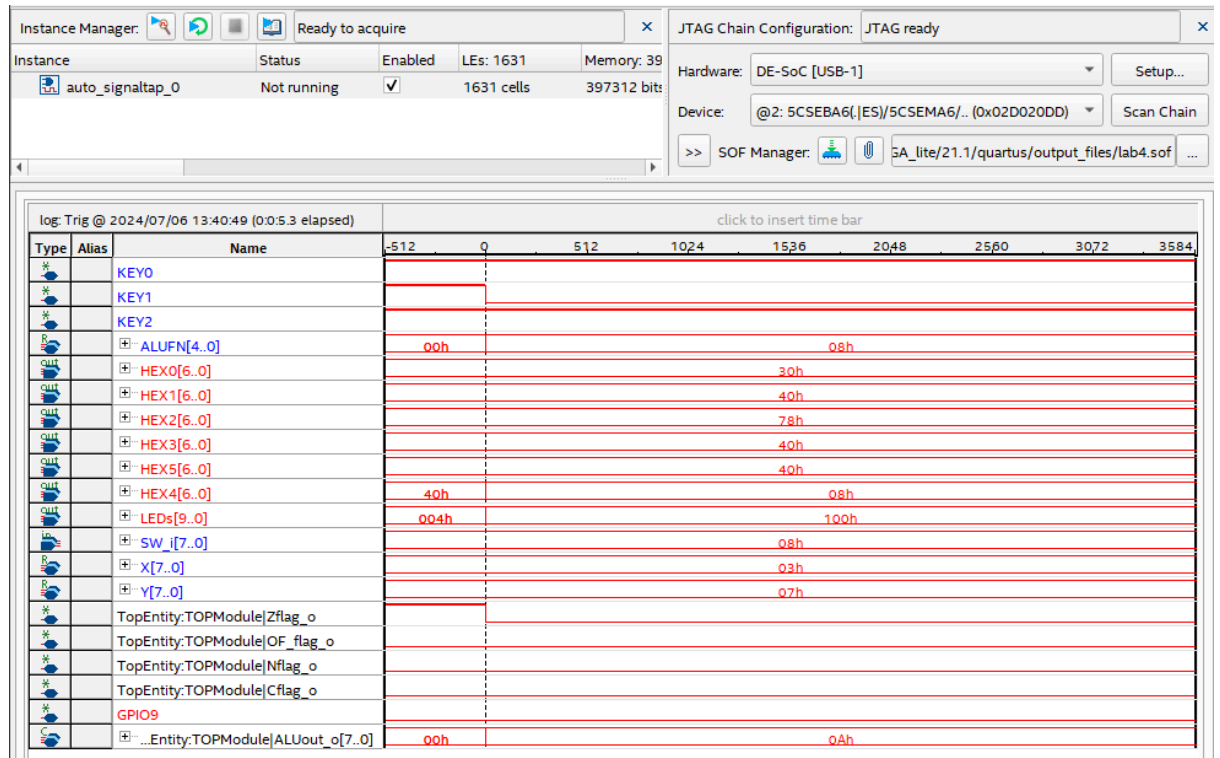 Instance Manager: Ready to acquire
JTAG Chain Configuration: JTAG ready
Instance Status Enabled LEs: 1631 Memory: 39
auto_signaltap_0 Not running 1631 cells 397312 bits
Hardware: DE-SoC [USB-1] Setup...
Device: @2: 5CSEBA6(.|ES)/5CSEMA6/.. (0x02D020DD) Scan Chain
>> SOF Manager: GA_lite/21.1/quartus/output_files/lab4.sof ...
log: Trig @ 2024/07/06 13:40:49 (0:0:5.3 elapsed) click to insert time bar
Type Alias Name -512 0 512 1024 1536 2048 2560 3072 3584
KEY0
KEY1
KEY2
ALUFN[4..0] 00h 08h
HEX0[6..0] 30h
HEX1[6..0] 40h
HEX2[6..0] 78h
HEX3[6..0] 40h
HEX5[6..0] 40h
HEX4[6..0] 40h 08h
LEDs[9..0] 004h 100h
SW_i[7..0] 08h
X[7..0] 03h
Y[7..0] 07h
TopEntity:TOPModule|Zflag_o
TopEntity:TOPModule|OF_flag_o
TopEntity:TOPModule|Nflag_o
TopEntity:TOPModule|Cflag_o
GPIO9
...Entity:TOPModule|ALUout_o[7..0] 00h 0Ah